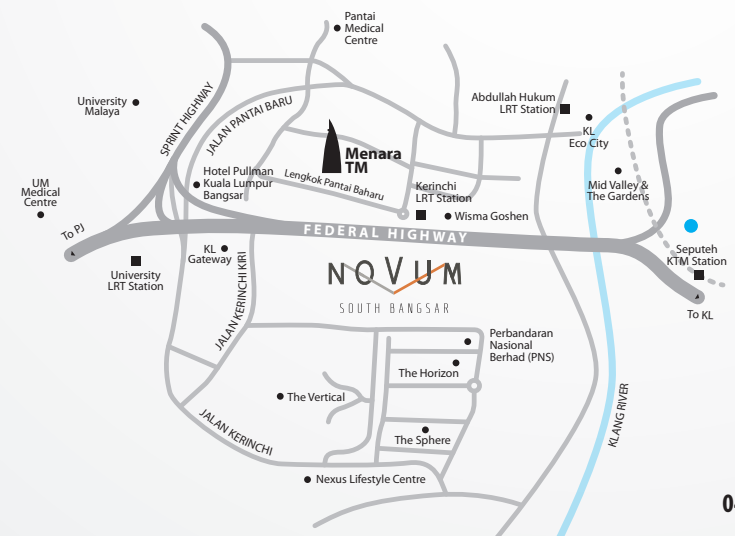 Pantai
Medical
Centre
University
Malaya
SPRINT HIGHWAY
JALAN PANTAI BARU
Abdullah Hukum
LRT Station
KL
Eco City
Menara
TM
Hotel Pullman
Kuala Lumpur
Bangsar
Lengkok Pantai Baharu
Kerinchi
LRT Station
Mid Valley &
The Gardens
UM
Medical
Centre
Wisma Goshen
To PJ
FEDERAL HIGHWAY
KL
Gateway
University
LRT Station
Seputeh
KTM Station
NOVUM
SOUTH BANGSAR
To KL
JALAN KERINCHI KIRI
Perbandaran
Nasional
Berhad (PNS)
The Horizon
The Vertical
KLANG RIVER
JALAN KERINCHI
The Sphere
Nexus Lifestyle Centre